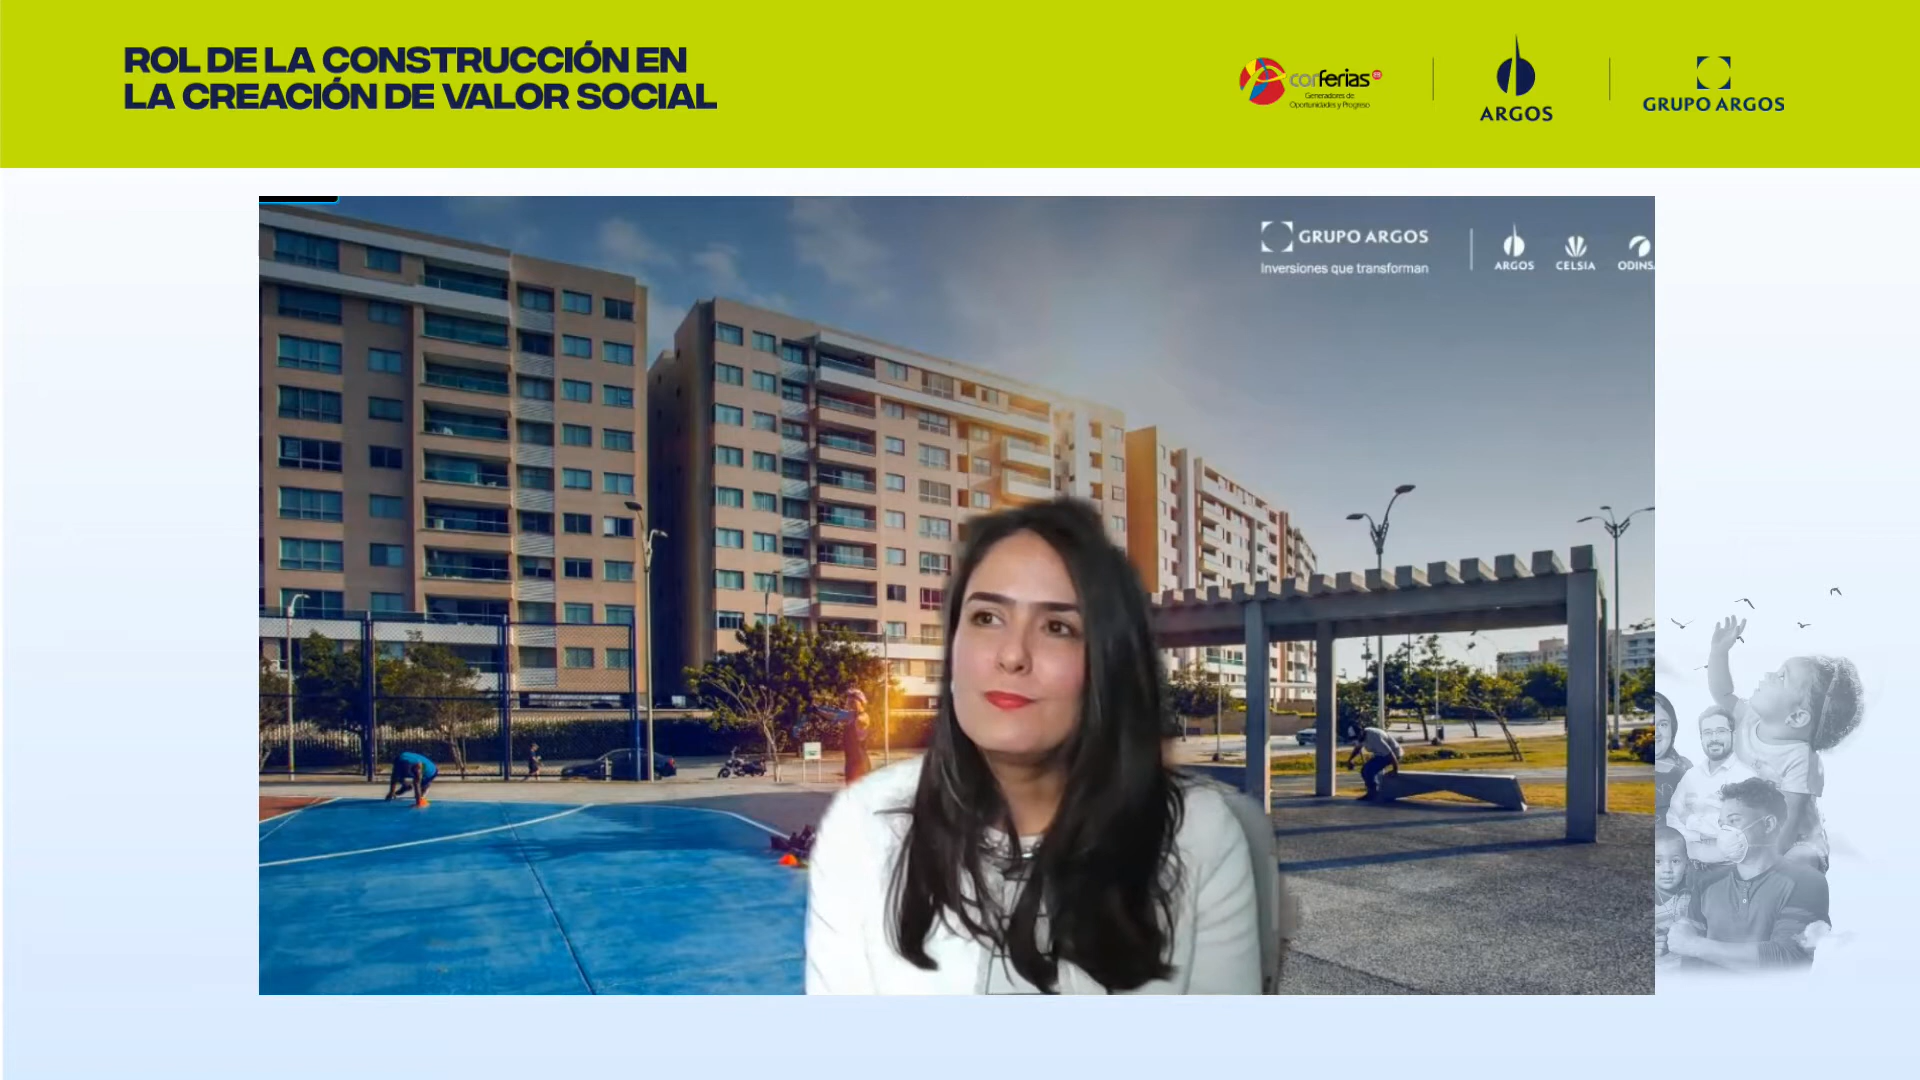 ROL DE LA CONSTRUCCIÓN EN
LA CREACIÓN DE VALOR SOCIAL
corferias
Generadores de
Oportunidades y Progreso
ARGOS
GRUPO ARGOS
GRUPO ARGOS
Inversiones que transforman
ARGOS
CELSIA
ODINS